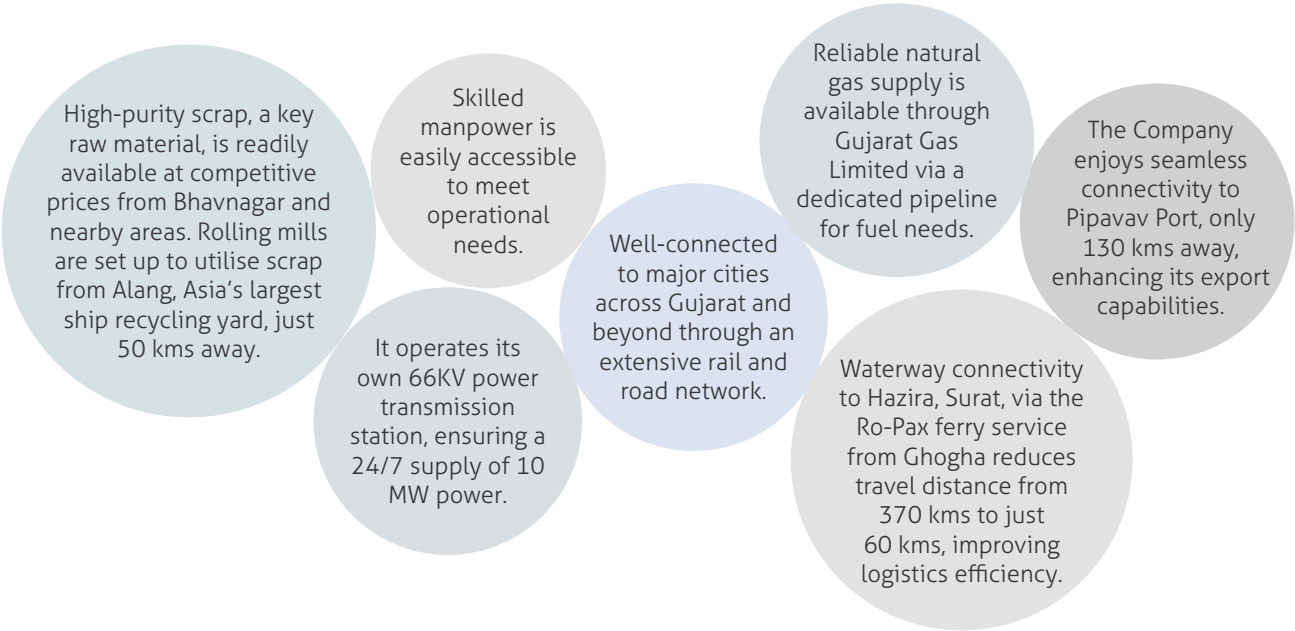 High-purity scrap, a key
raw material, is readily
available at competitive
prices from Bhavnagar and
nearby areas. Rolling mills
are set up to utilise scrap
from Alang, Asia’s largest
ship recycling yard, just
50 kms away.
Skilled
manpower is
easily accessible
to meet
operational
needs.
It operates its
own 66KV power
transmission
station, ensuring a
24/7 supply of 10
MW power.
Well-connected
to major cities
across Gujarat and
beyond through an
extensive rail and
road network.
Reliable natural
gas supply is
available through
Gujarat Gas
Limited via a
dedicated pipeline
for fuel needs.
The Company
enjoys seamless
connectivity to
Pipavav Port, only
130 kms away,
enhancing its export
capabilities.
Waterway connectivity
to Hazira, Surat, via the
Ro-Pax ferry service
from Ghogha reduces
travel distance from
370 kms to just
60 kms, improving
logistics efficiency.